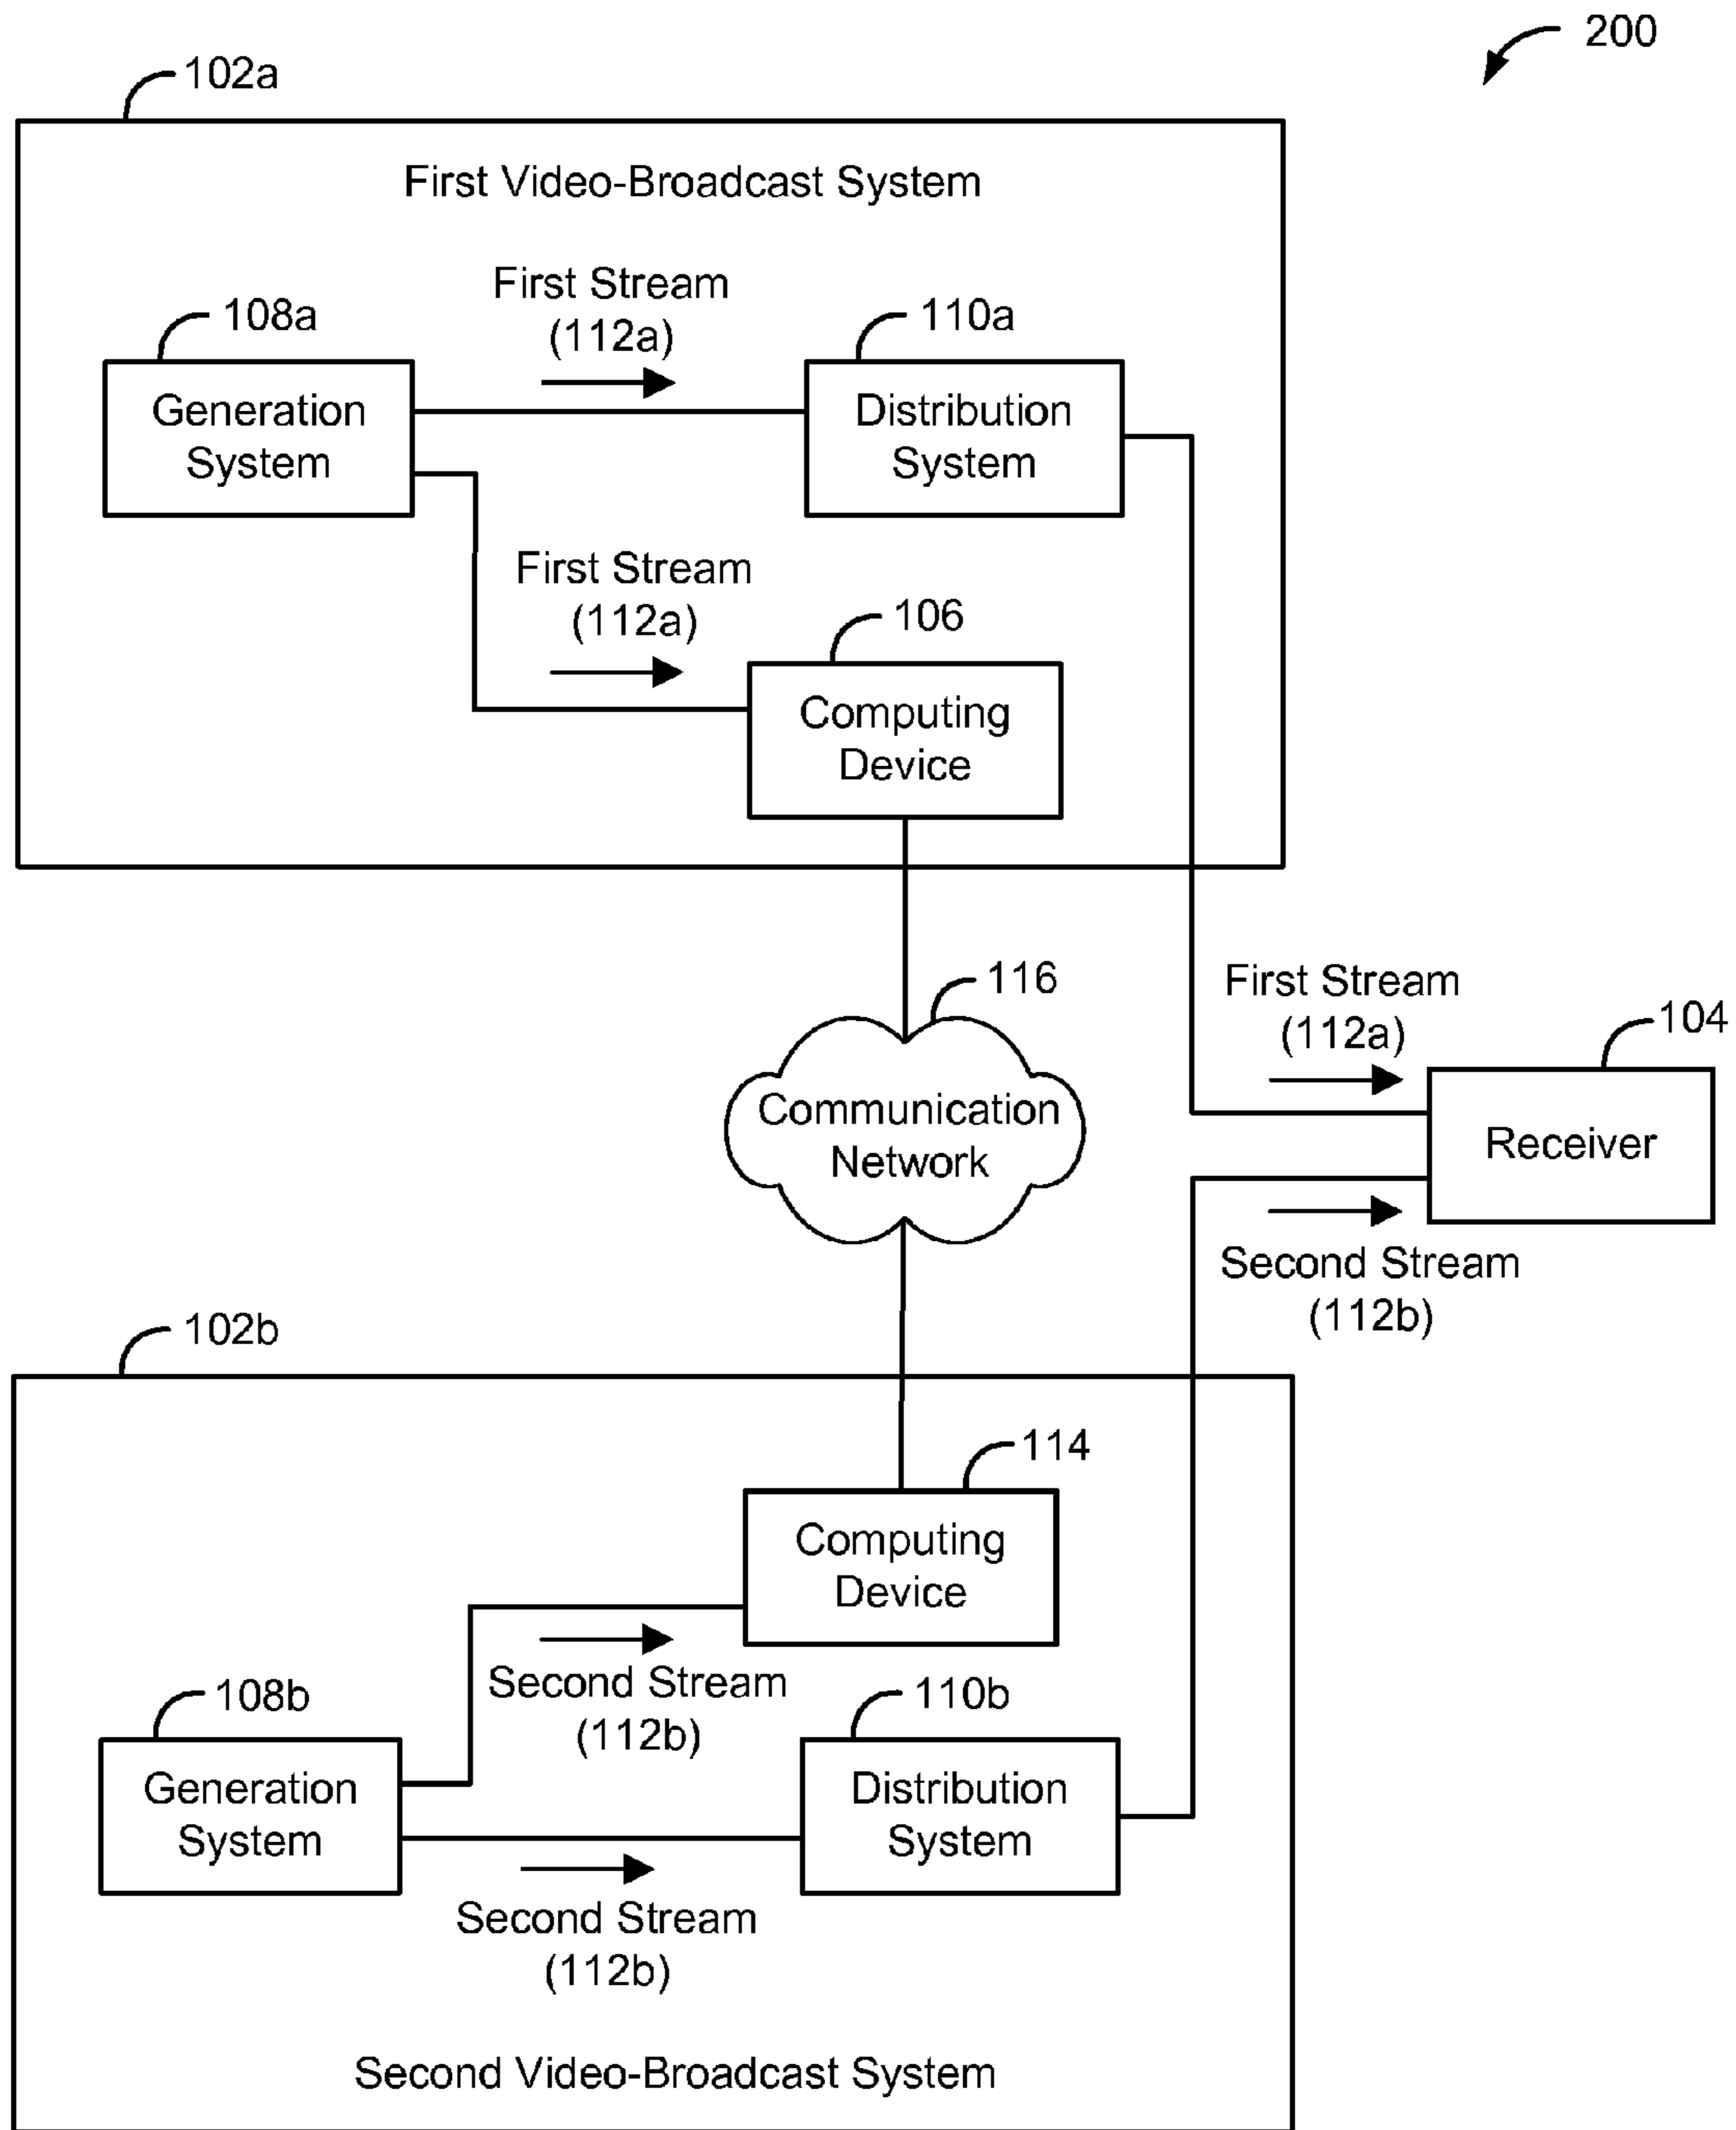 200
102a
First Video-Broadcast System
First Stream
(112a)
108a
110a
Generation
System
Distribution
System
First Stream
(112a)
106
Computing
Device
116
Communication
Network
First Stream
(112a)
104
Receiver
Second Stream
(112b)
102b
114
Computing
Device
Second Stream
(112b)
108b
110b
Generation
System
Distribution
System
Second Stream
(112b)
Second Video-Broadcast System